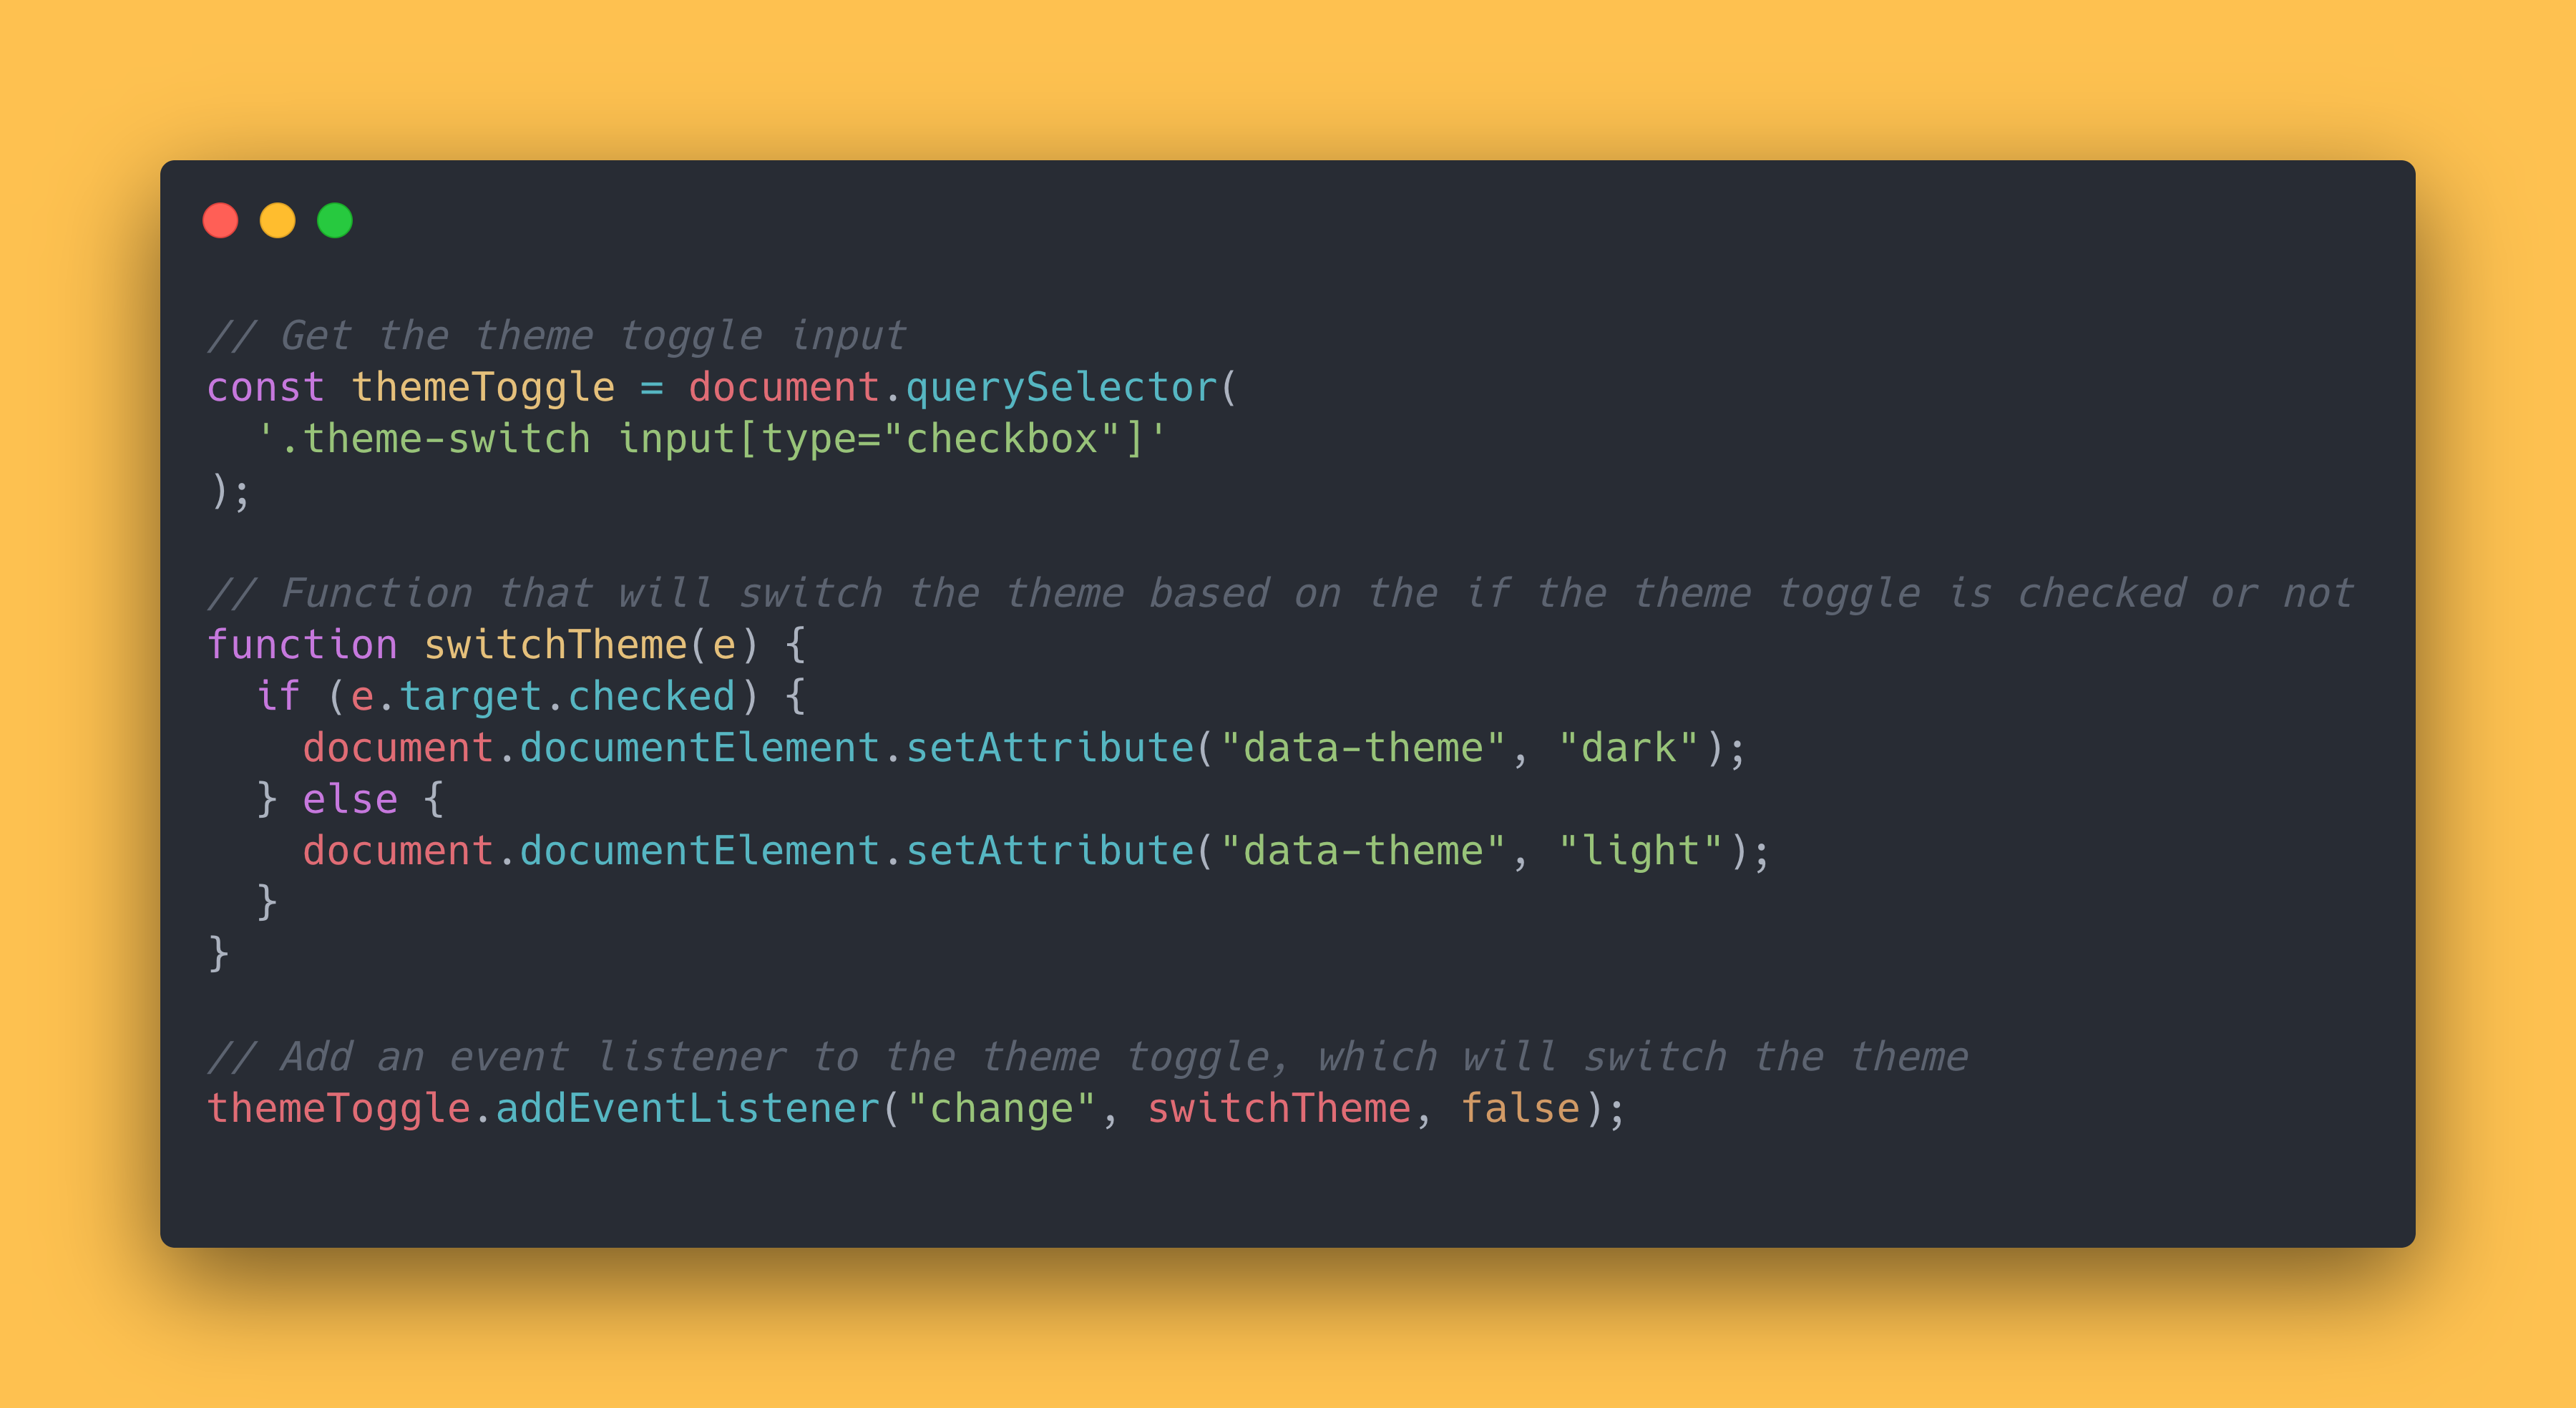 // Get the theme toggle input
const themeToggle = document.querySelector(
  '.theme-switch input[type="checkbox"]'
);

// Function that will switch the theme based on the if the theme toggle is checked or not
function switchTheme(e) {
  if (e.target.checked) {
    document.documentElement.setAttribute("data-theme", "dark");
  } else {
    document.documentElement.setAttribute("data-theme", "light");
  }
}

// Add an event listener to the theme toggle, which will switch the theme
themeToggle.addEventListener("change", switchTheme, false);